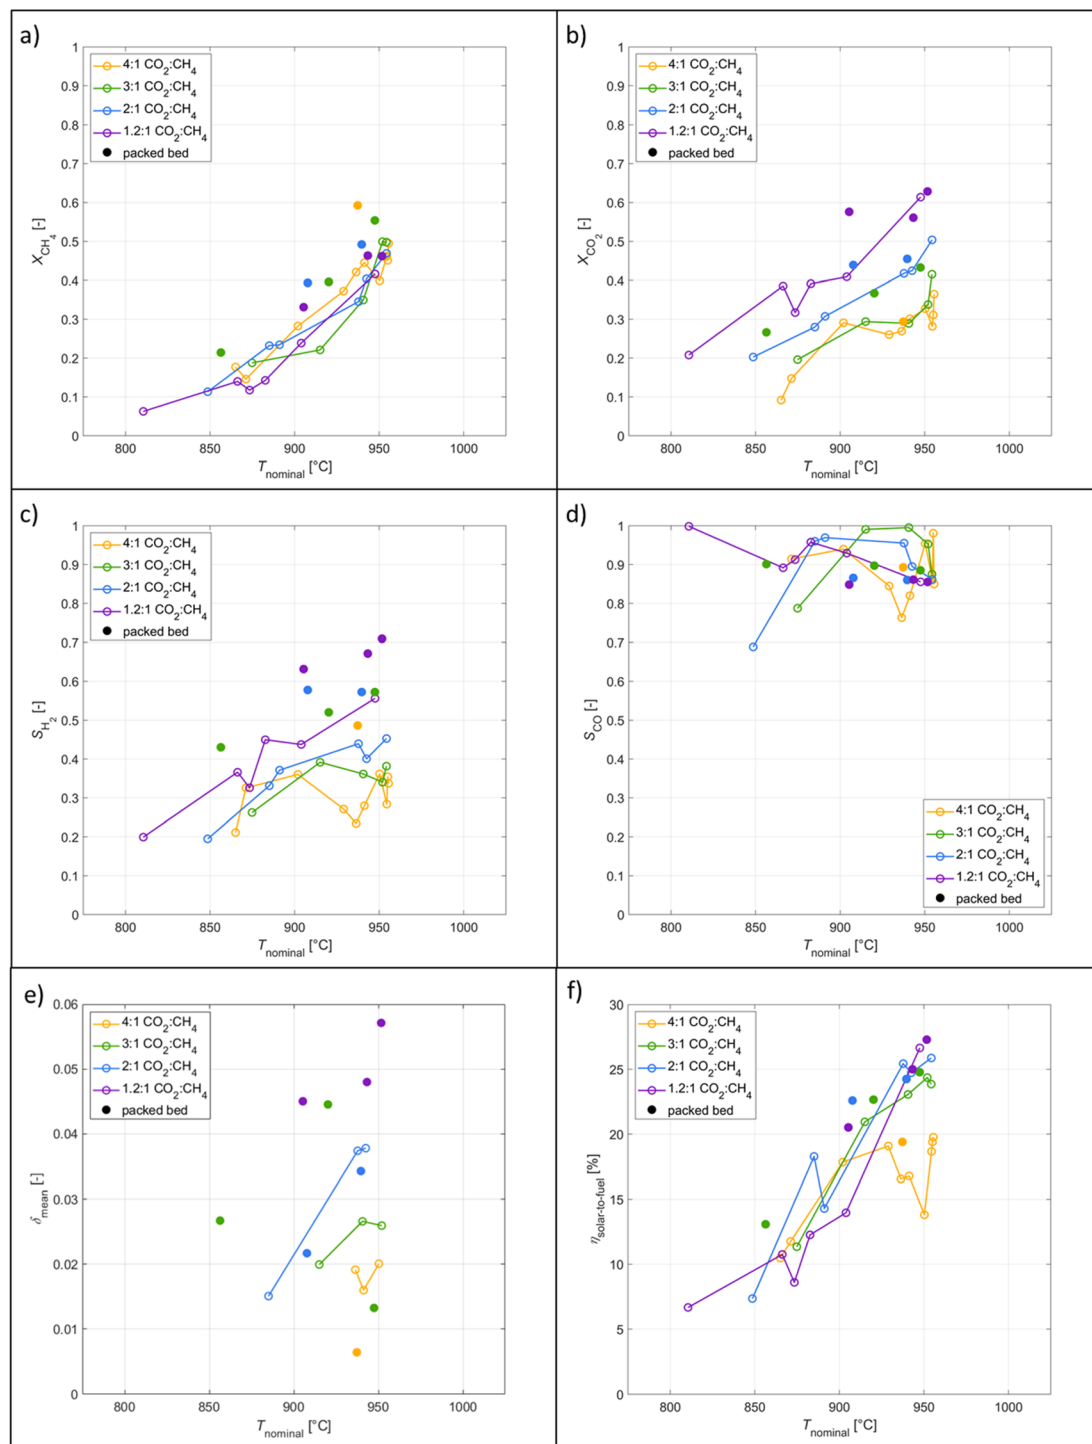 a)
1
0.9
0.8
0.7
0.6
0.5
0.4
0.3
0.2
0.1
0
X_CH4 [-]
4:1 CO2:CH4
3:1 CO2:CH4
2:1 CO2:CH4
1.2:1 CO2:CH4
packed bed
800 850 900 950 1000
T_nominal [°C]
b)
1
0.9
0.8
0.7
0.6
0.5
0.4
0.3
0.2
0.1
0
X_CO2 [-]
4:1 CO2:CH4
3:1 CO2:CH4
2:1 CO2:CH4
1.2:1 CO2:CH4
packed bed
800 850 900 950 1000
T_nominal [°C]
c)
1
0.9
0.8
0.7
0.6
0.5
0.4
0.3
0.2
0.1
0
S_H2 [-]
4:1 CO2:CH4
3:1 CO2:CH4
2:1 CO2:CH4
1.2:1 CO2:CH4
packed bed
800 850 900 950 1000
T_nominal [°C]
d)
1
0.9
0.8
0.7
0.6
0.5
0.4
0.3
0.2
0.1
0
S_CO [-]
4:1 CO2:CH4
3:1 CO2:CH4
2:1 CO2:CH4
1.2:1 CO2:CH4
packed bed
800 850 900 950 1000
T_nominal [°C]
e)
0.06
0.05
0.04
0.03
0.02
0.01
0
δ_mean [-]
4:1 CO2:CH4
3:1 CO2:CH4
2:1 CO2:CH4
1.2:1 CO2:CH4
packed bed
800 850 900 950 1000
T_nominal [°C]
f)
30
25
20
15
10
5
0
η_solar-to-fuel [%]
4:1 CO2:CH4
3:1 CO2:CH4
2:1 CO2:CH4
1.2:1 CO2:CH4
packed bed
800 850 900 950 1000
T_nominal [°C]